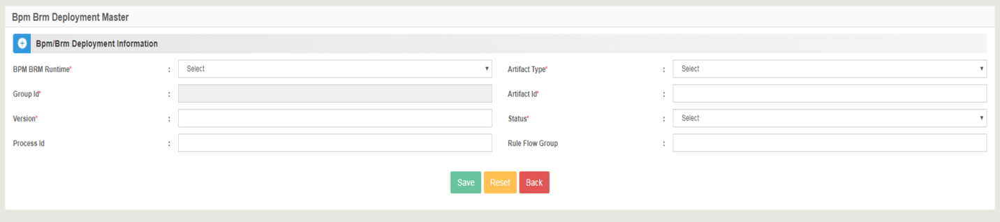 Bpm Brm Deployment Master
Bpm/Brm Deployment Information
BPM BRM Runtime* : Select Artifact Type* : Select
Group Id* : Artifact Id* :
Version* : Status* : Select
Process Id : Rule Flow Group :
Save Reset Back